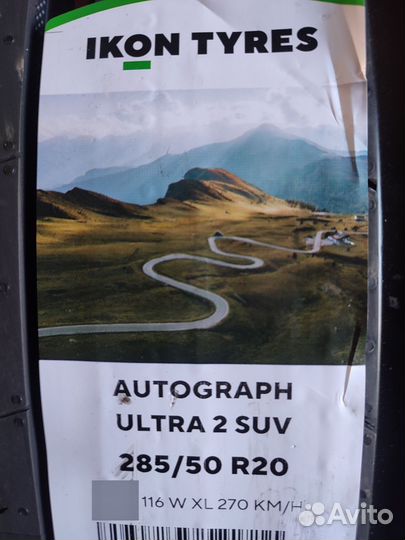 IKON TYRES
AUTOGRAPH
ULTRA 2 SUV
285/50 R20
116 W XL 270 KM/H
Avito